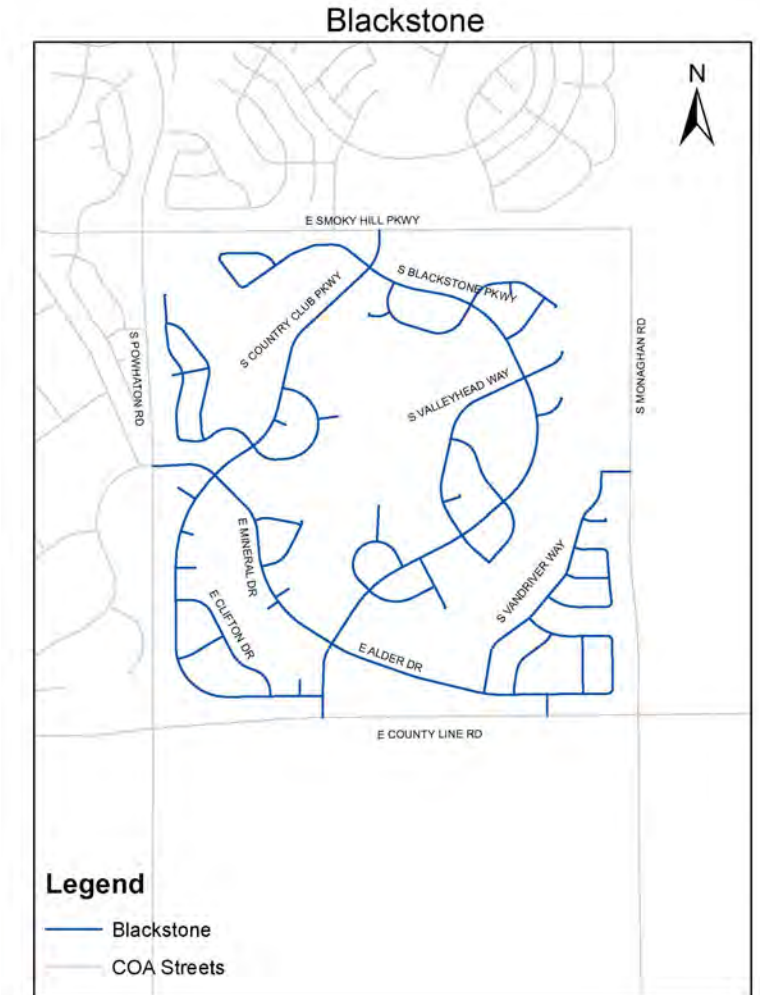 Blackstone
N
E SMOKY HILL PKWY
S BLACKSTONE PKWY
S COUNTRY CLUB PKWY
S POWHATON RD
S MONAGHAN RD
S VALLEYHEAD WAY
E MINERAL DR
S VANDRIVER WAY
E CLIFTON DR
E ALDER DR
E COUNTY LINE RD
Legend
Blackstone
COA Streets